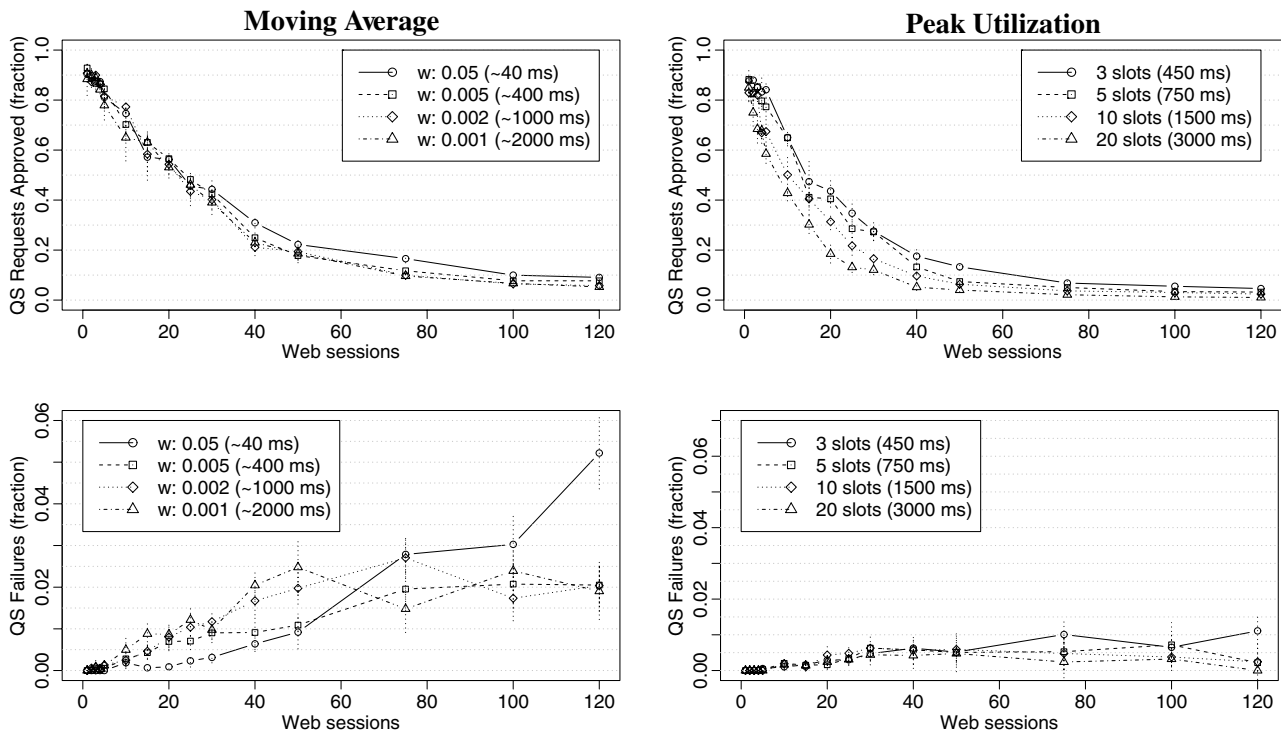 Moving Average
Peak Utilization
QS Requests Approved (fraction)
1.0
0.8
0.6
0.4
0.2
0.0
w: 0.05 (~40 ms)
w: 0.005 (~400 ms)
w: 0.002 (~1000 ms)
w: 0.001 (~2000 ms)
0 20 40 60 80 100 120
Web sessions
QS Requests Approved (fraction)
1.0
0.8
0.6
0.4
0.2
0.0
3 slots (450 ms)
5 slots (750 ms)
10 slots (1500 ms)
20 slots (3000 ms)
0 20 40 60 80 100 120
Web sessions
QS Failures (fraction)
0.06
0.04
0.02
0.00
w: 0.05 (~40 ms)
w: 0.005 (~400 ms)
w: 0.002 (~1000 ms)
w: 0.001 (~2000 ms)
0 20 40 60 80 100 120
Web sessions
QS Failures (fraction)
0.06
0.04
0.02
0.00
3 slots (450 ms)
5 slots (750 ms)
10 slots (1500 ms)
20 slots (3000 ms)
0 20 40 60 80 100 120
Web sessions